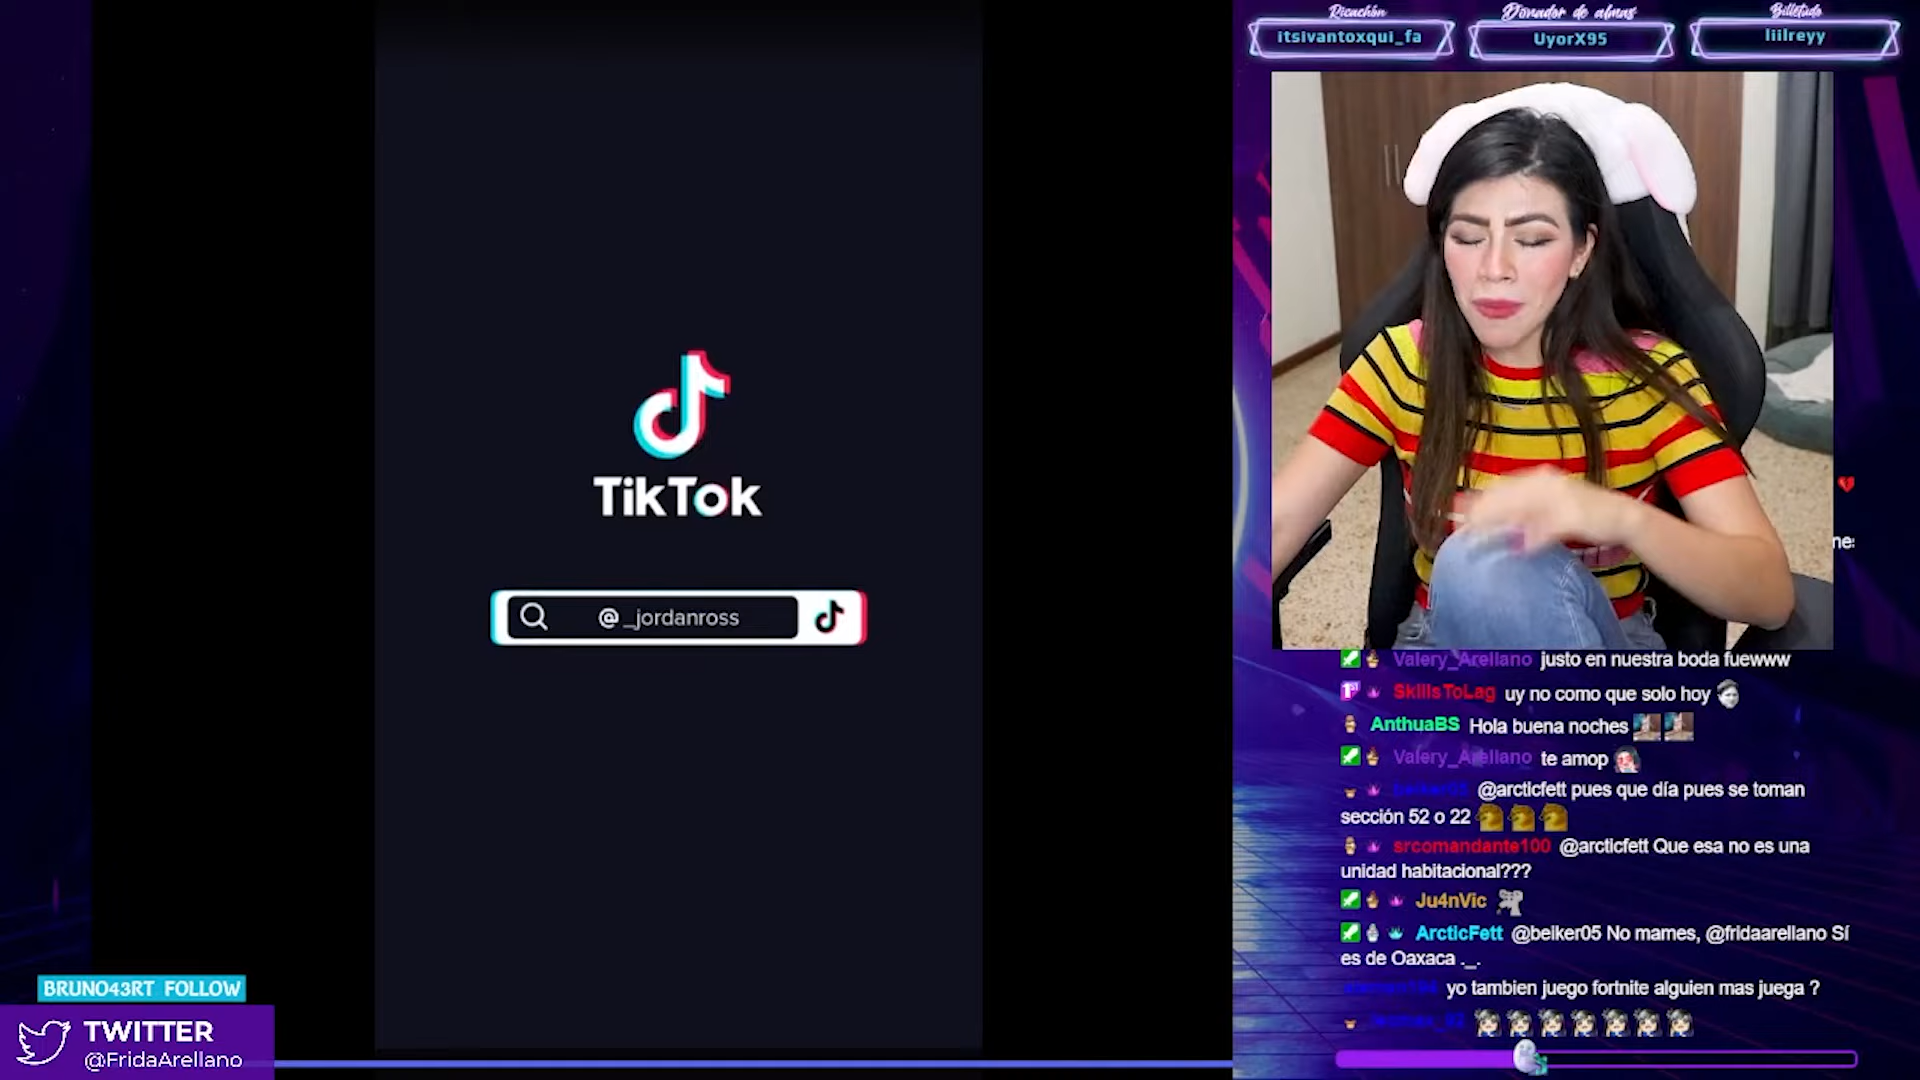 Ricachón
itsivantoxqui_fa
Donador de almas
UyorX95
Billetudo
liilreyy
TikTok
@_jordanross
Valery_Arellano justo en nuestra boda fuewww
SkillsToLag uy no como que solo hoy
AnthuaBS Hola buena noches
Valery_Arellano te amop
belker05 @arcticfett pues que día pues se toman
sección 52 o 22
srcomandante100 @arcticfett Que esa no es una
unidad habitacional???
Ju4nVic
ArcticFett @belker05 No mames, @fridaarellano Sí
es de Oaxaca ._.
yo tambien juego fortnite alguien mas juega ?
BRUNO43RT FOLLOW
TWITTER
@FridaArellano